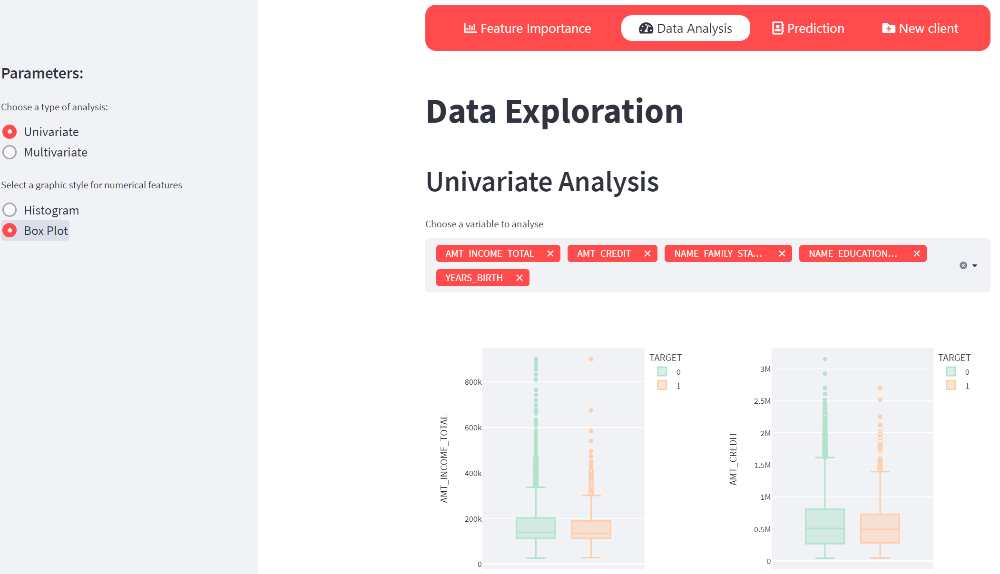 Feature Importance Data Analysis Prediction New client
Parameters:
Choose a type of analysis:
Univariate
Multivariate
Select a graphic style for numerical features
Histogram
Box Plot
Data Exploration
Univariate Analysis
Choose a variable to analyse
AMT_INCOME_TOTAL AMT_CREDIT NAME_FAMILY_STA... NAME_EDUCATION...
YEARS_BIRTH
AMT_INCOME_TOTAL
800k
600k
400k
200k
0
TARGET
0
1
AMT_CREDIT
3M
2.5M
2M
1.5M
1M
0.5M
0
TARGET
0
1